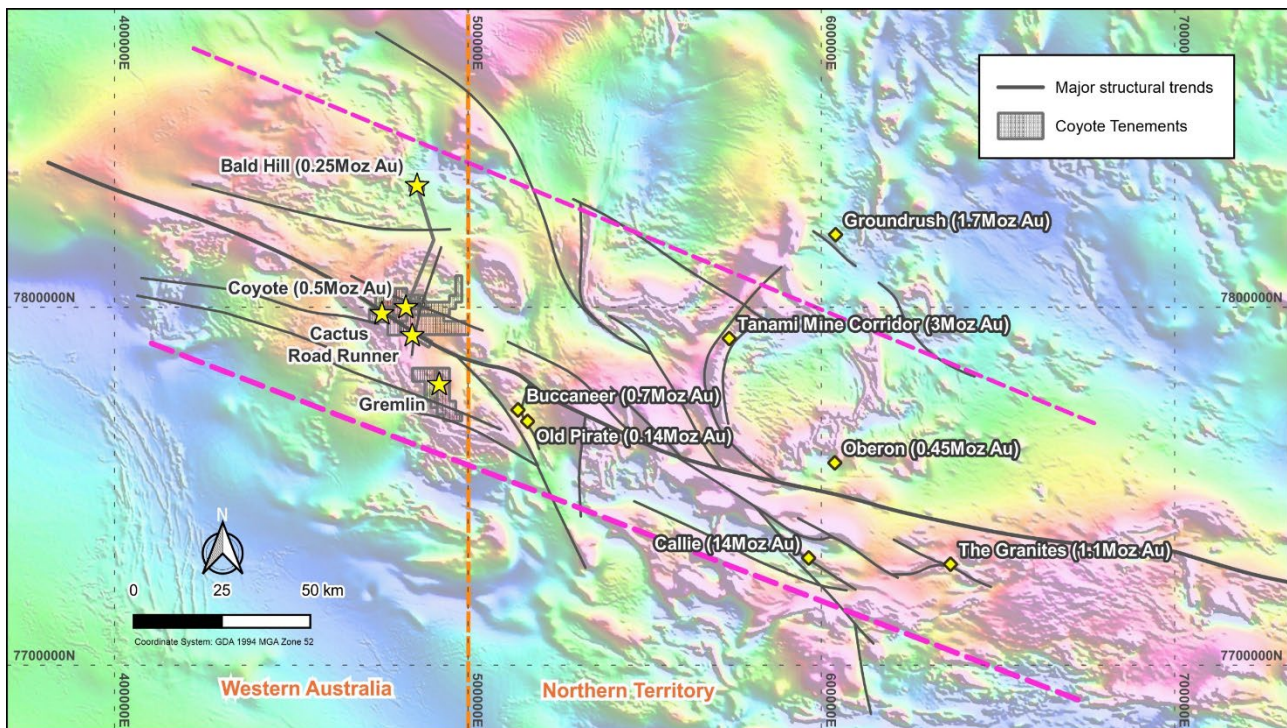 400000E
500000E
600000E
700000E
Major structural trends
Coyote Tenements
Bald Hill (0.25Moz Au)
Groundrush (1.7Moz Au)
Coyote (0.5Moz Au)
7800000N
7800000N
Cactus
Road Runner
Tanami Mine Corridor (3Moz Au)
Gremlin
Buccaneer (0.7Moz Au)
Old Pirate (0.14Moz Au)
Oberon (0.45Moz Au)
Callie (14Moz Au)
The Granites (1.1Moz Au)
N
0 25 50 km
Coordinate System: GDA 1994 MGA Zone 52
7700000N
7700000N
Western Australia
Northern Territory
400000E
500000E
600000E
700000E